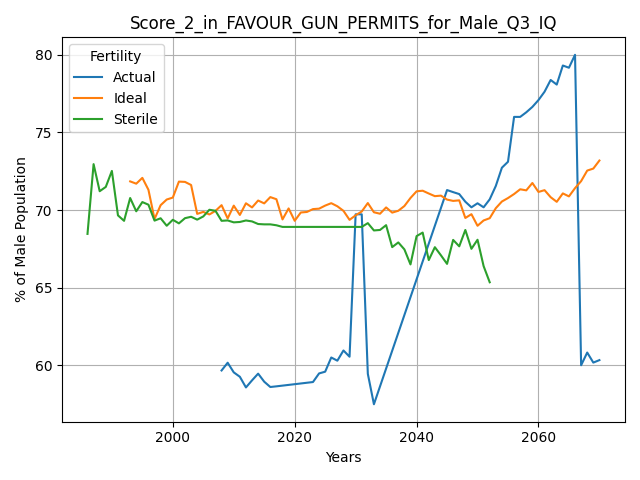 Score_2_in_FAVOUR_GUN_PERMITS_for_Male_Q3_IQ
Fertility
Actual
Ideal
Sterile
% of Male Population
80
75
70
65
60
2000
2020
2040
2060
Years